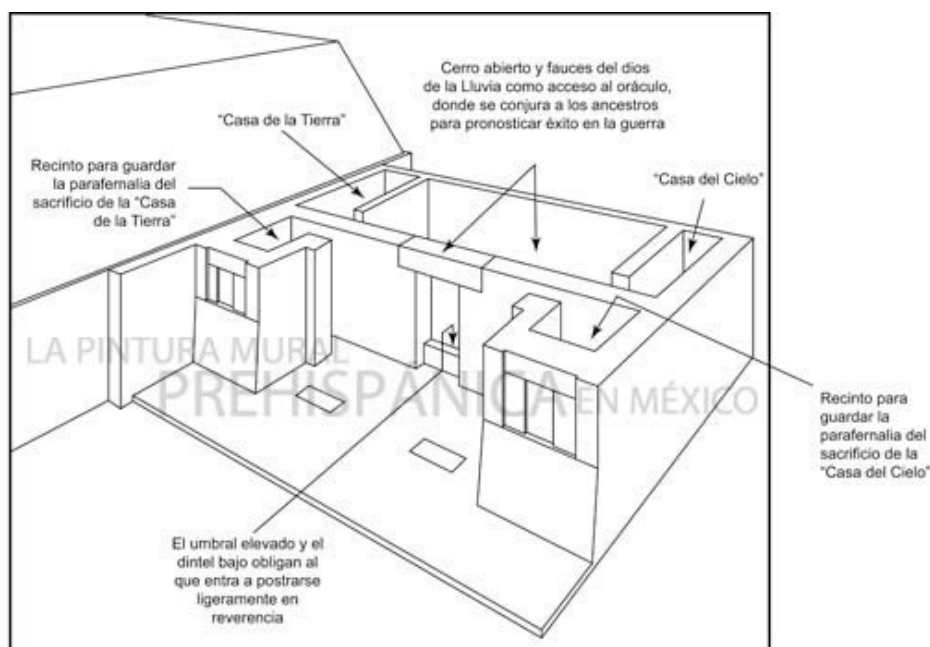 Cerro abierto y fauces del dios
de la Lluvia como acceso al oráculo,
donde se conjura a los ancestros
para pronosticar éxito en la guerra
"Casa de la Tierra"
Recinto para guardar
la parafernalia del
sacrificio de la "Casa
de la Tierra"
"Casa del Cielo"
LA PINTURA MURAL
PREHISPÁNICA EN MÉXICO
Recinto para
guardar la
parafernalia del
sacrificio de la
"Casa del Cielo"
El umbral elevado y el
dintel bajo obligan al
que entra a postrarse
ligeramente en
reverencia